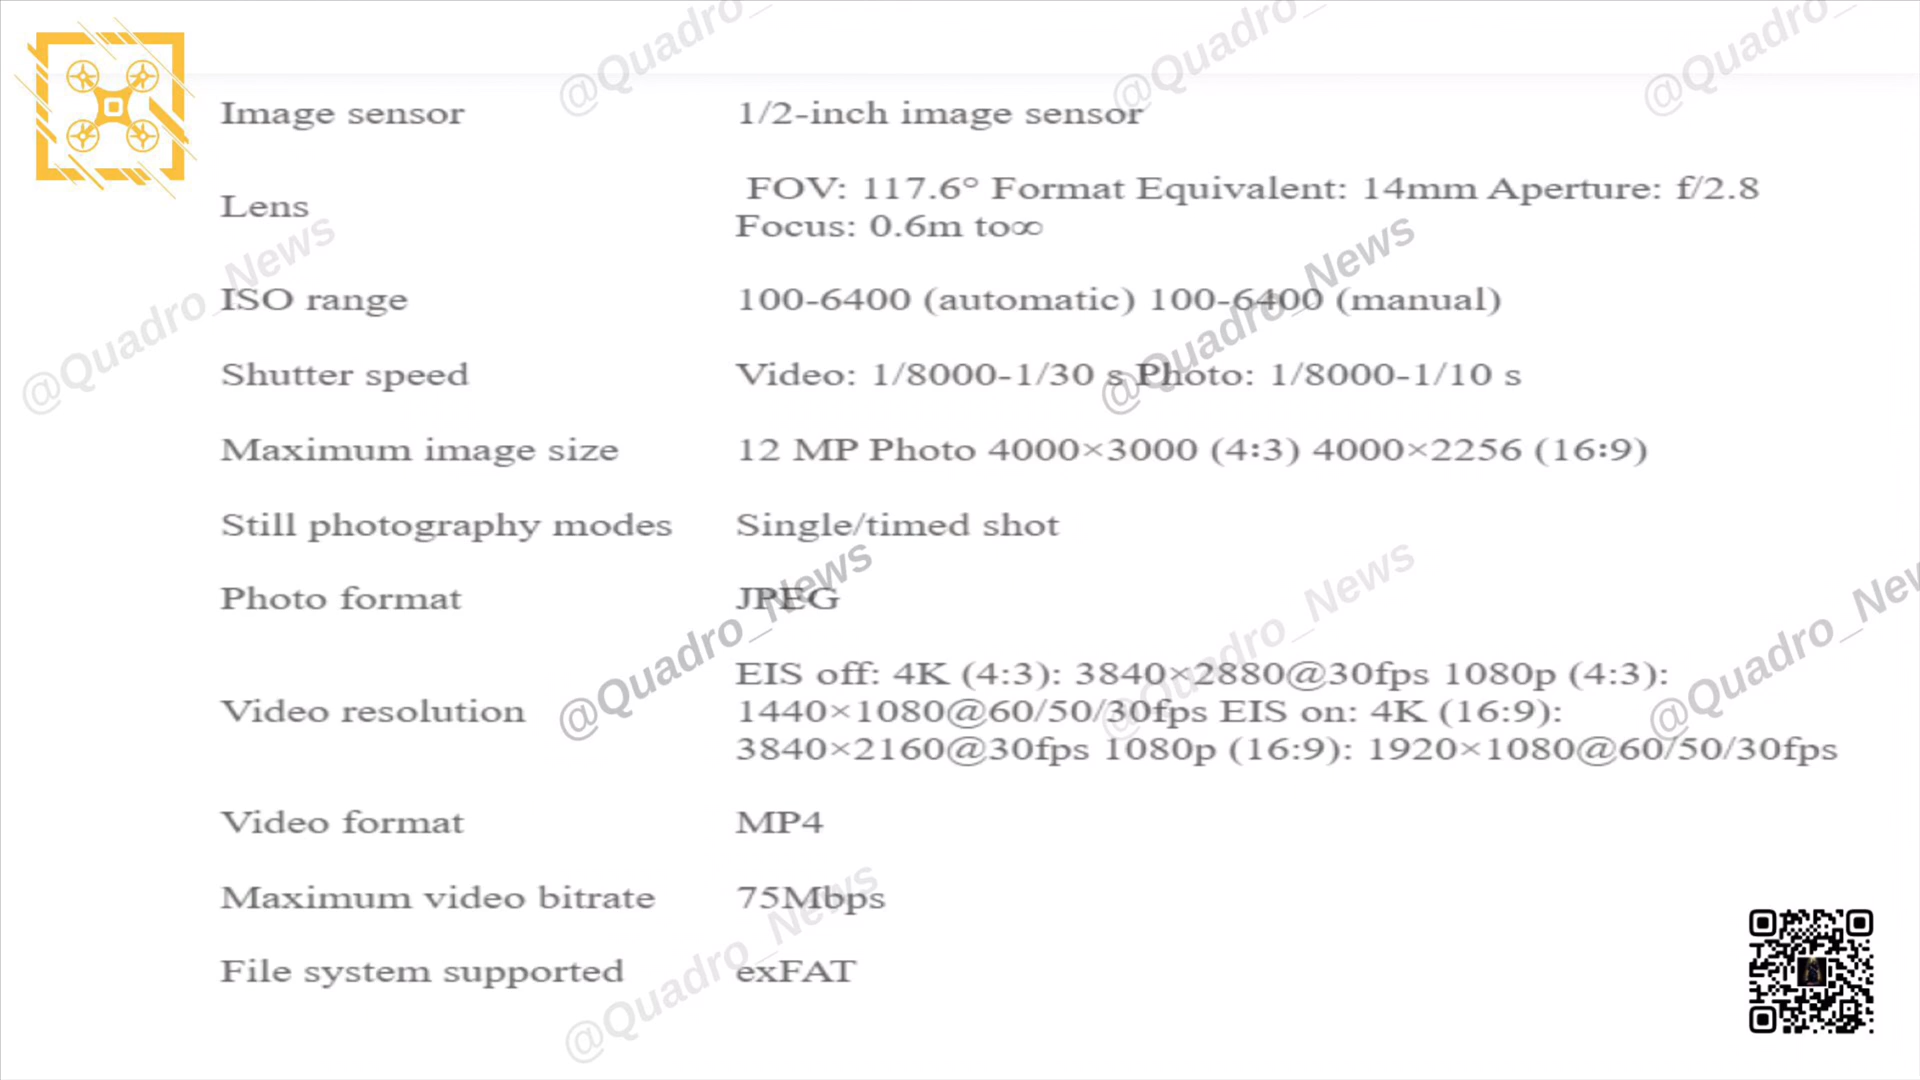 @Quadro_
@Quadro_
@Quadro_
Image sensor 1/2-inch image sensor
Lens FOV: 117.6° Format Equivalent: 14mm Aperture: f/2.8
Focus: 0.6m to∞
@Quadro_News
@Quadro_News
ISO range 100-6400 (automatic) 100-6400 (manual)
Shutter speed Video: 1/8000-1/30 s Photo: 1/8000-1/10 s
Maximum image size 12 MP Photo 4000×3000 (4:3) 4000×2256 (16:9)
Still photography modes Single/timed shot
Photo format JPEG
@Quadro_News
@Quadro_News
@Quadro_New
Video resolution EIS off: 4K (4:3): 3840×2880@30fps 1080p (4:3):
1440×1080@60/50/30fps EIS on: 4K (16:9):
3840×2160@30fps 1080p (16:9): 1920×1080@60/50/30fps
Video format MP4
Maximum video bitrate 75Mbps
@Quadro_News
File system supported exFAT